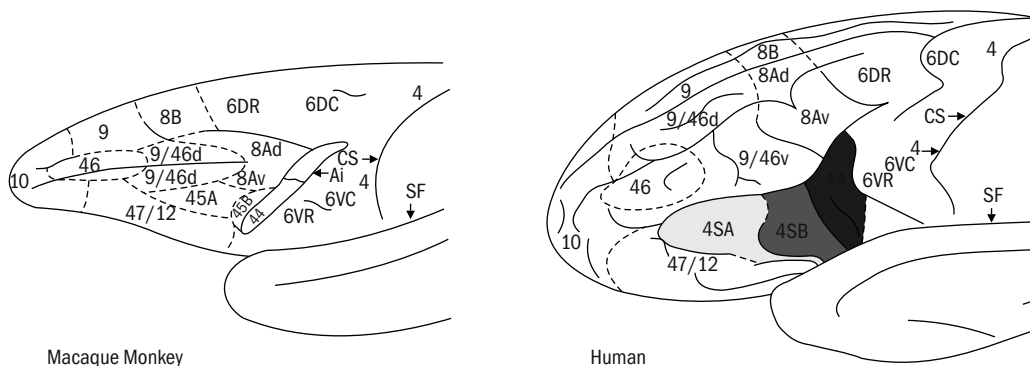 8B
8Ad
6DR
6DC
4
9
9/46d
8Av
CS
4
9/46v
6VC
6VR
44
46
SF
4SA
4SB
10
47/12
Human
9
8B
6DR
6DC
4
46
9/46d
8Ad
CS
Ai
10
9/46d
8Av
4
45A
45B
44
6VR
6VC
SF
47/12
Macaque Monkey